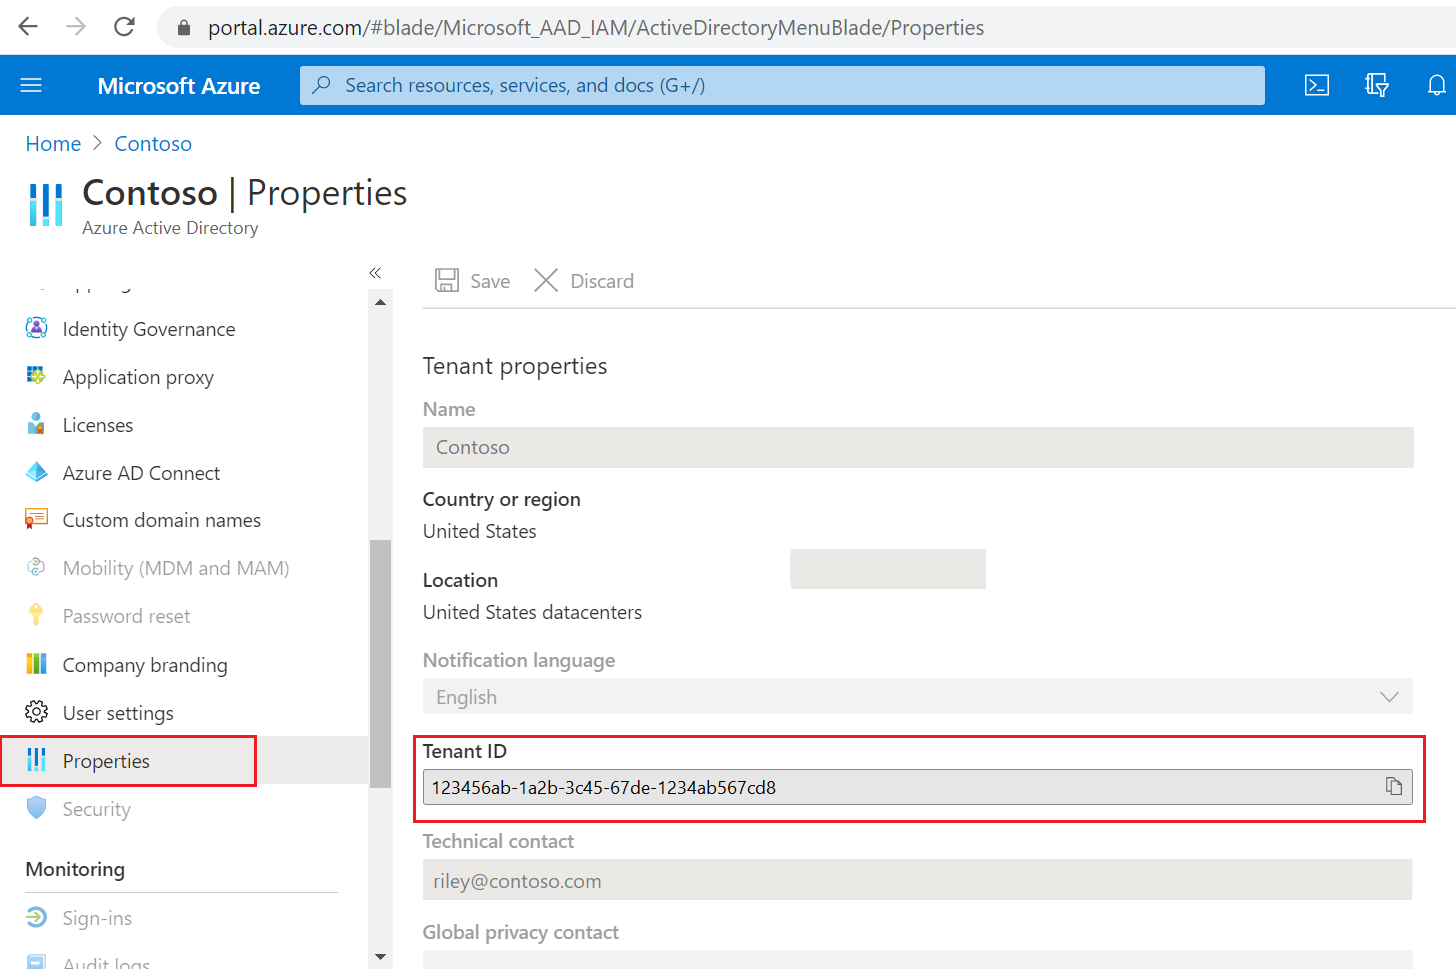 portal.azure.com/#blade/Microsoft_AAD_IAM/ActiveDirectoryMenuBlade/Properties
Microsoft Azure
Search resources, services, and docs (G+/)
Home > Contoso
Contoso | Properties
Azure Active Directory
«
Identity Governance
Application proxy
Licenses
Azure AD Connect
Custom domain names
Mobility (MDM and MAM)
Password reset
Company branding
User settings
Properties
Security
Monitoring
Sign-ins
Audit logs
Save
Discard
Tenant properties
Name
Contoso
Country or region
United States
Location
United States datacenters
Notification language
English
Tenant ID
123456ab-1a2b-3c45-67de-1234ab567cd8
Technical contact
riley@contoso.com
Global privacy contact